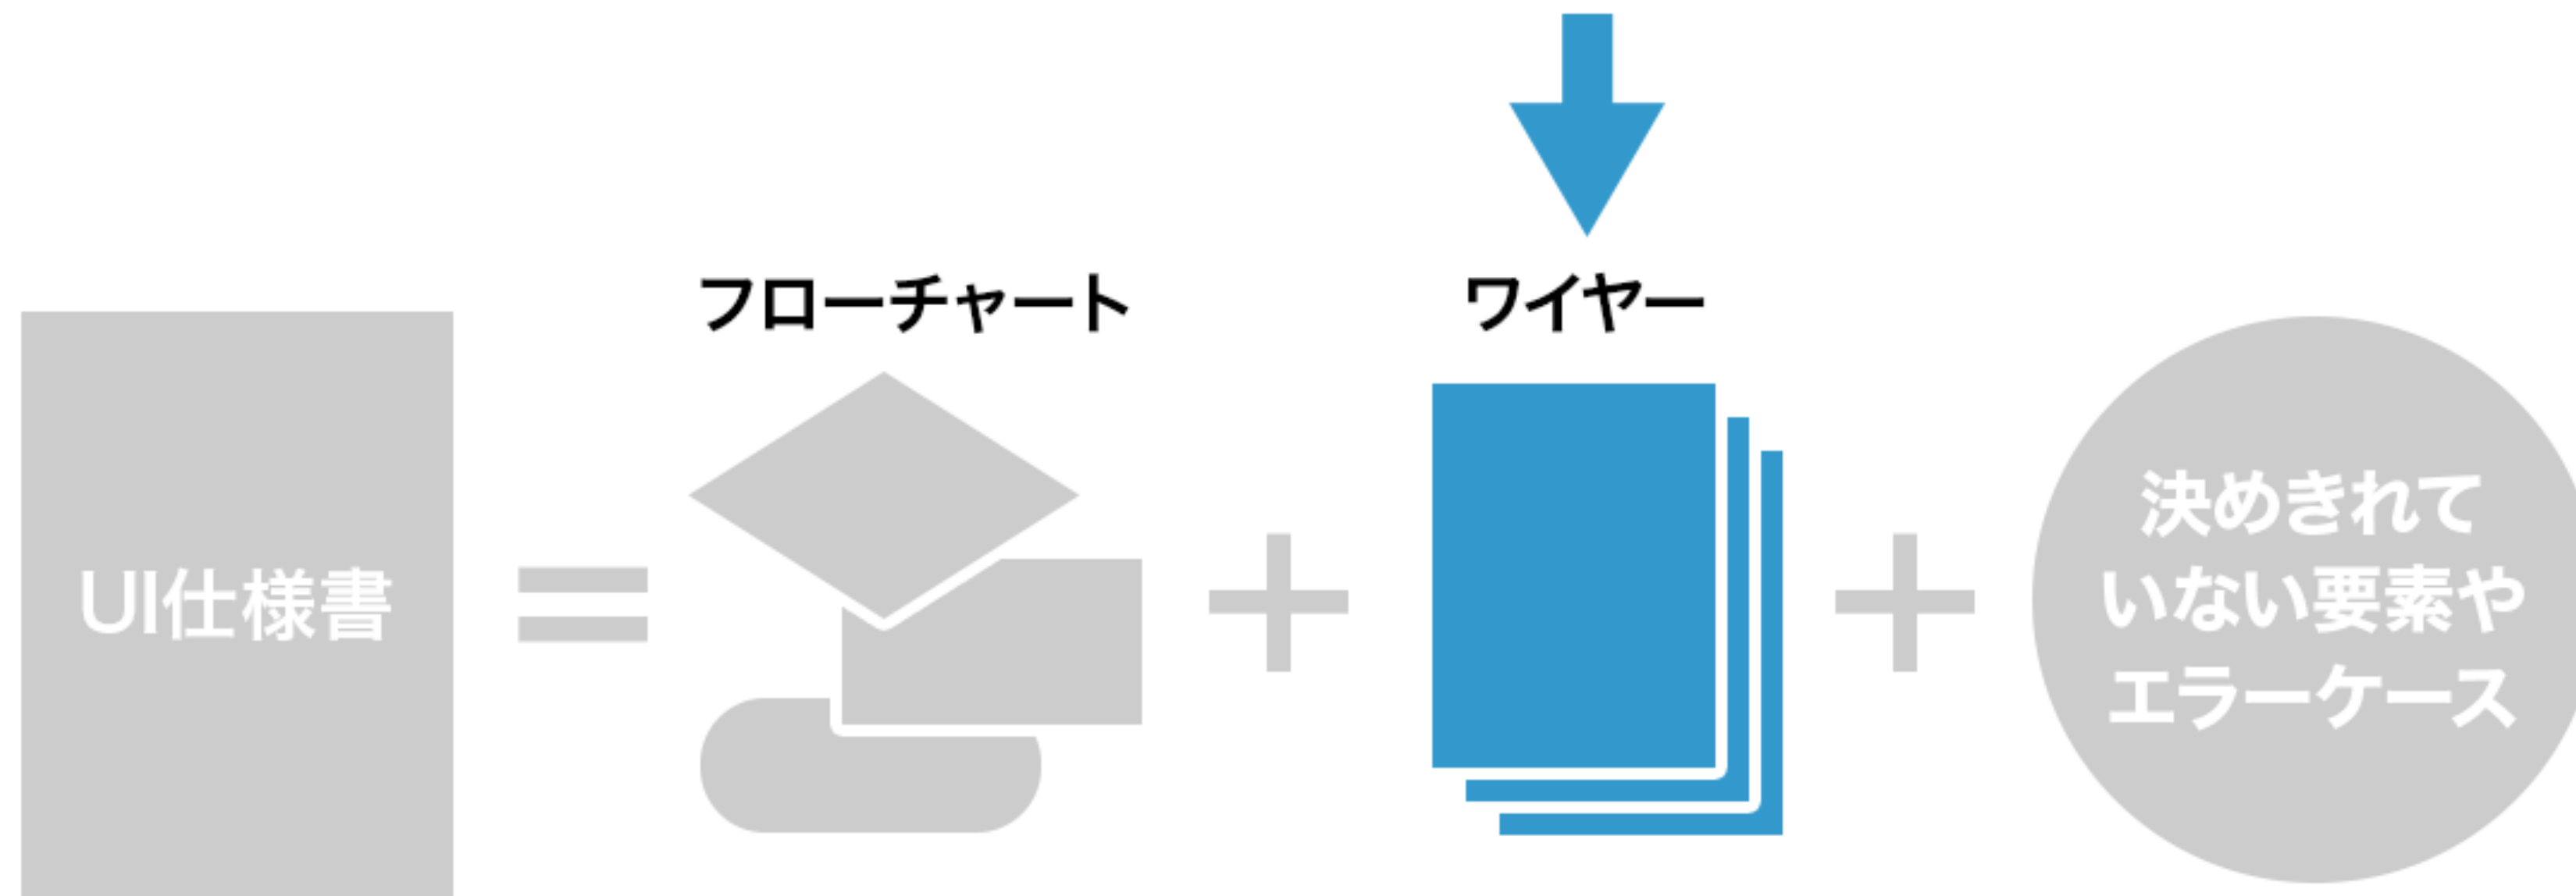 フローチャート
ワイヤー
UI仕様書
決めきれて
いない要素や
エラーケース